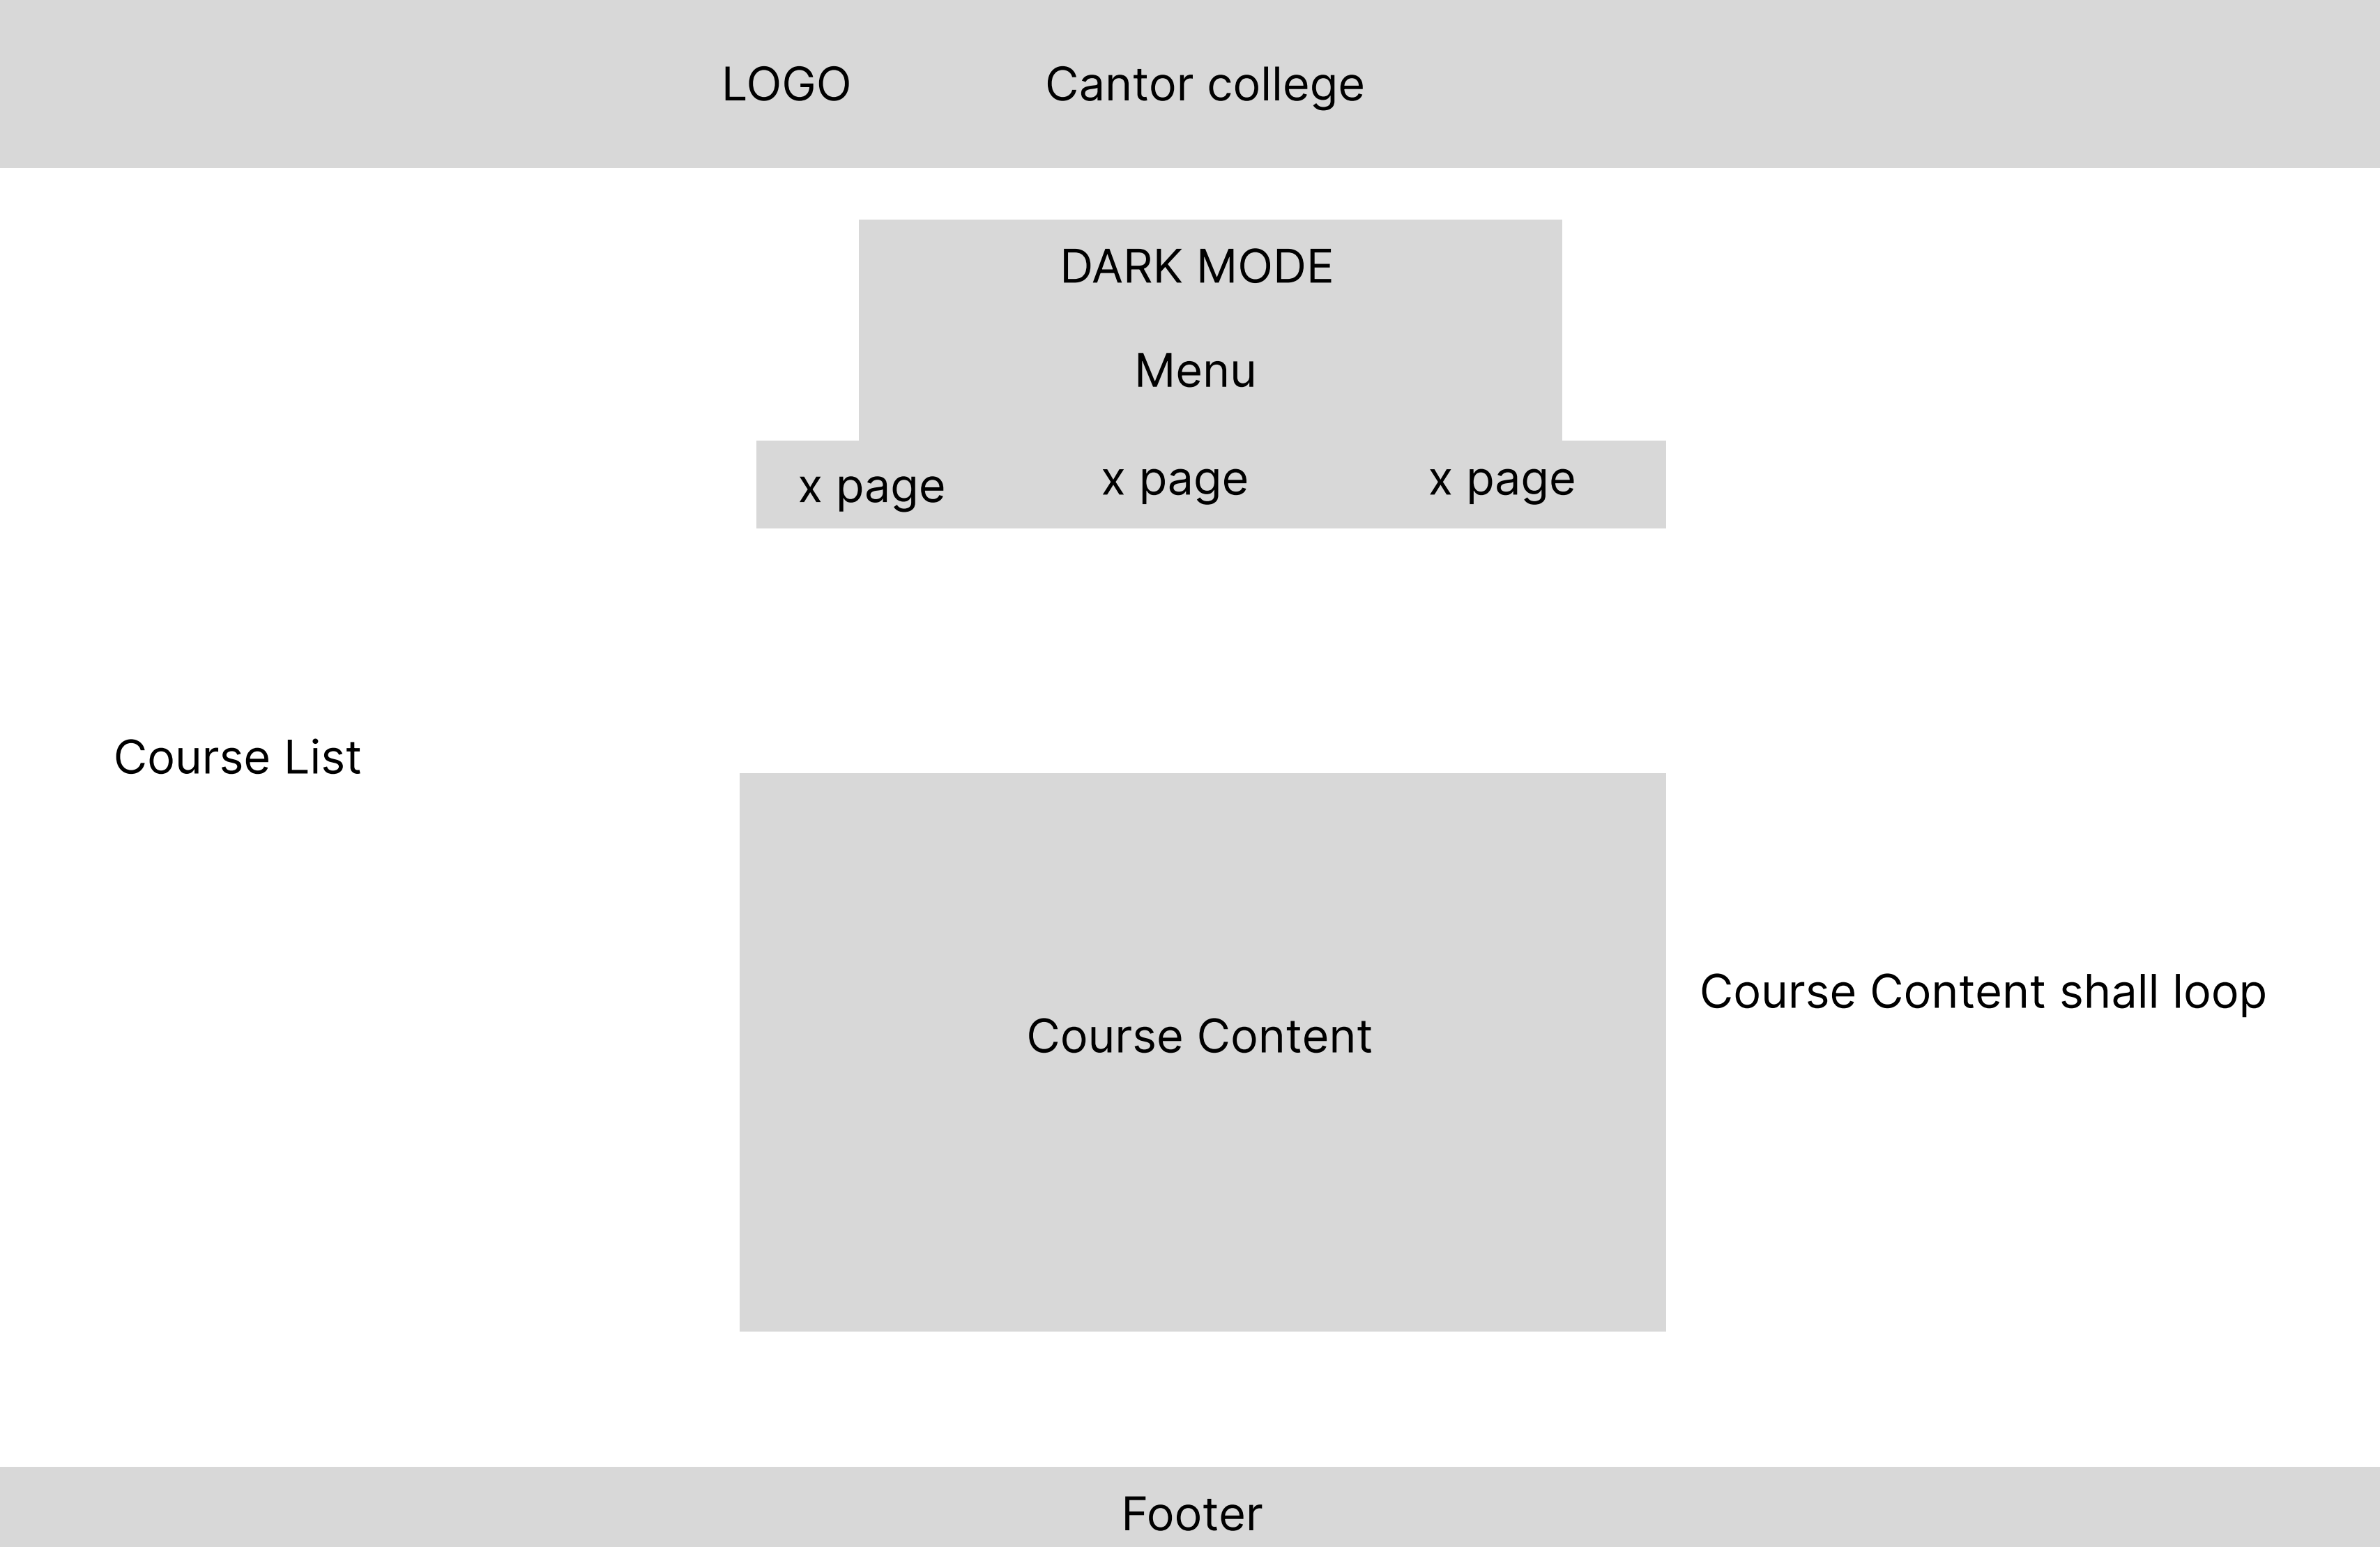 LOGO
Cantor college
DARK MODE
Menu
x page
x page
x page
Course List
Course Content
Course Content shall loop
Footer